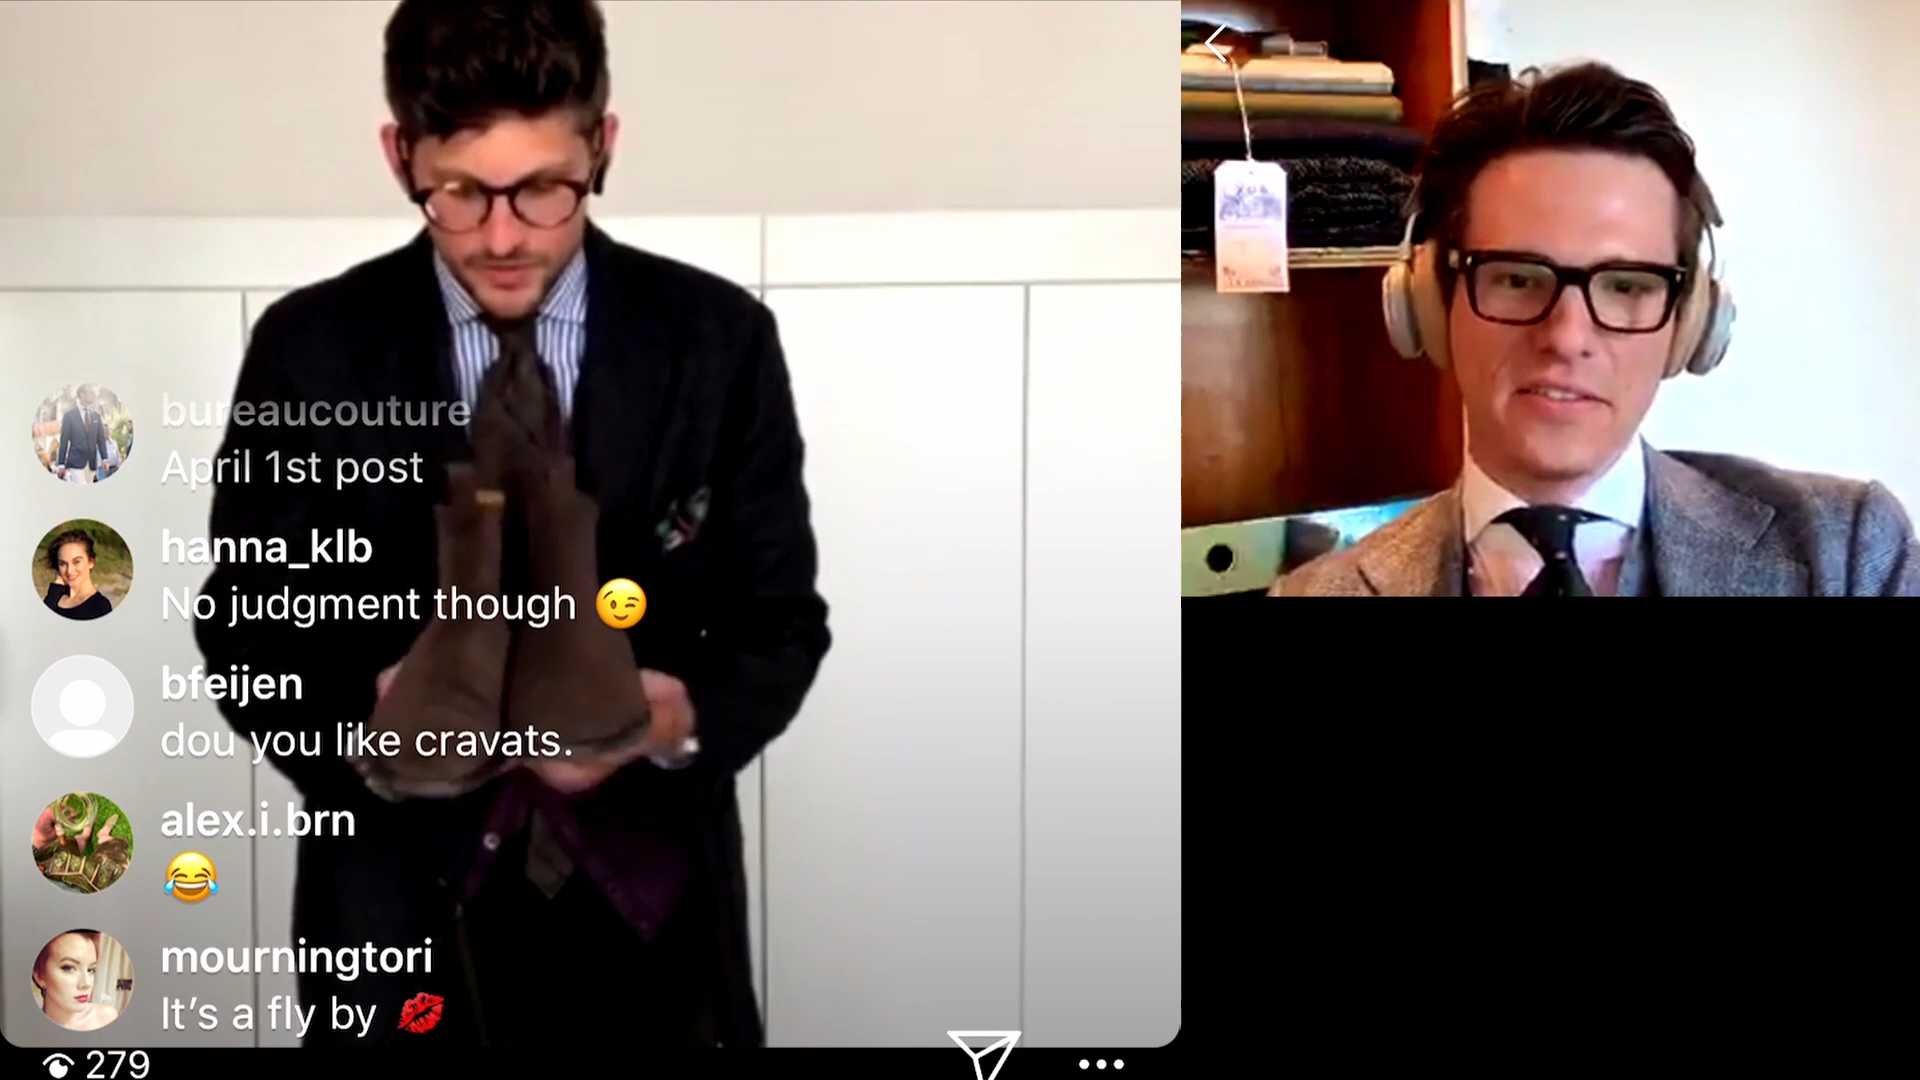 bureaucouture
April 1st post
hanna_klb
No judgment though 😉
bfeijen
dou you like cravats.
alex.i.brn
😂
mourningtori
It’s a fly by 💋
279